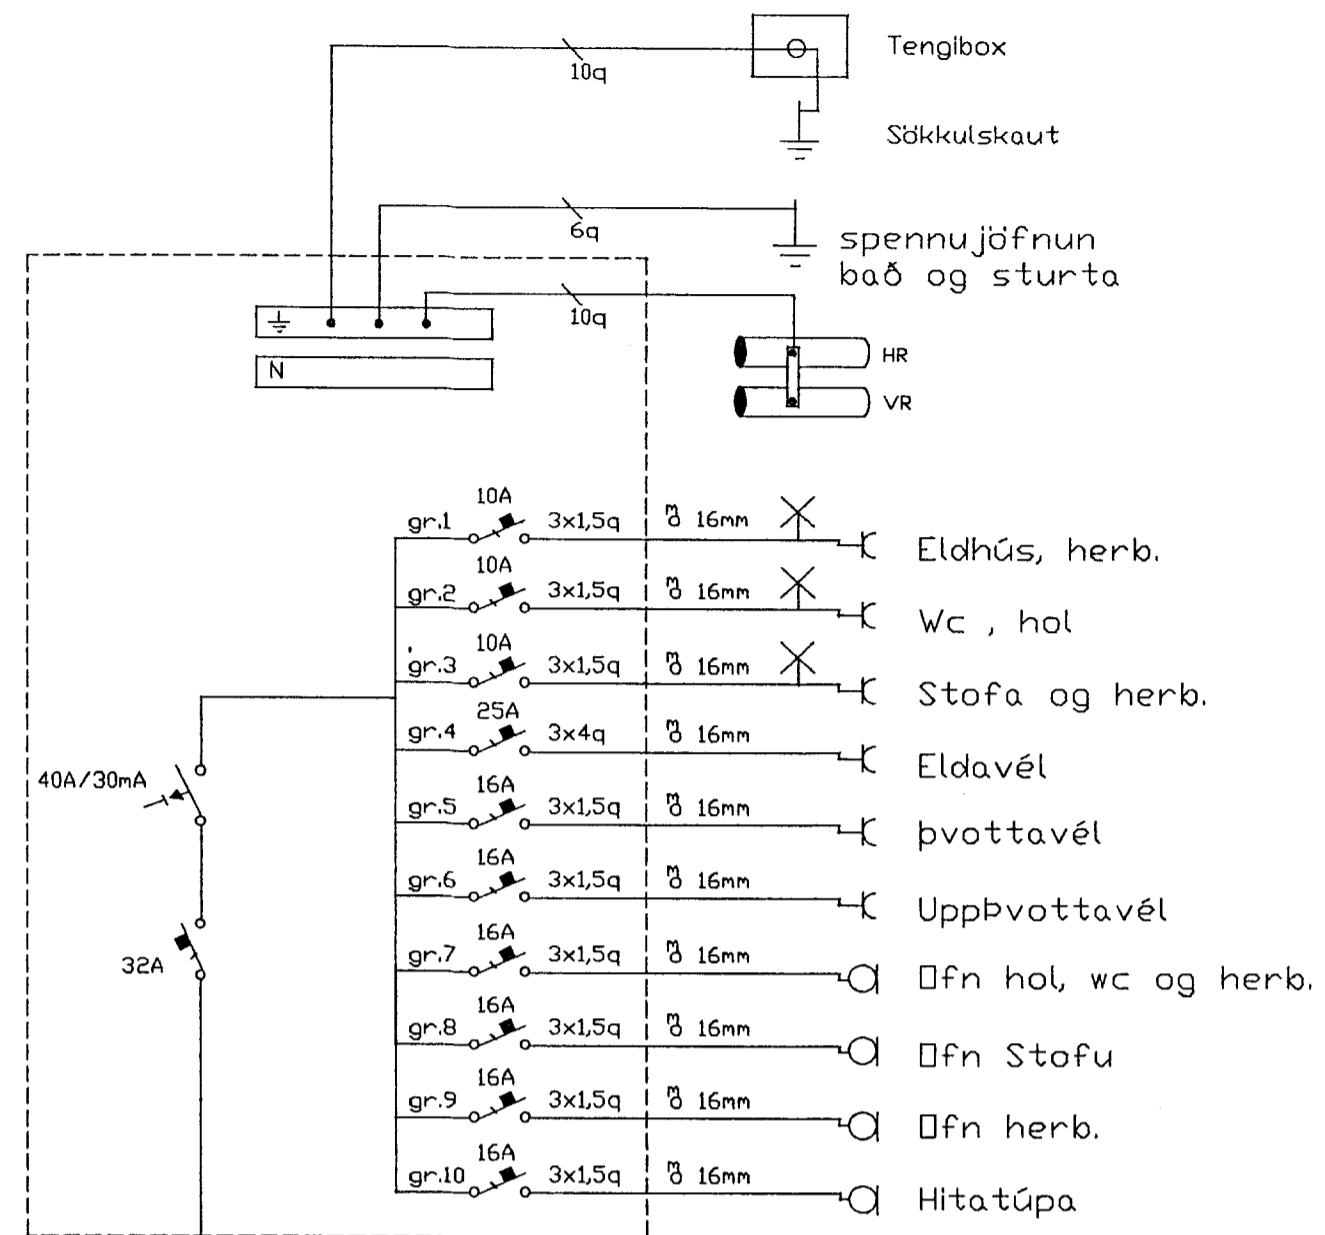 Tengibox
10q
Sökkulskaut
6q
spennujöfnun
bað og sturta
10q
N
HR
VR
10A
gr.1 3x1,5q 16mm
Eldhús, herb.
10A
gr.2 3x1,5q 16mm
Wc , hol
10A
gr.3 3x1,5q 16mm
Stofa og herb.
25A
gr.4 3x4q 16mm
Eldavél
40A/30mA
16A
gr.5 3x1,5q 16mm
þvottavél
16A
gr.6 3x1,5q 16mm
UppÞvottavél
32A
16A
gr.7 3x1,5q 16mm
□fn hol, wc og herb.
16A
gr.8 3x1,5q 16mm
□fn Stofu
16A
gr.9 3x1,5q 16mm
□fn herb.
16A
gr.10 3x1,5q 16mm
Hitatúpa